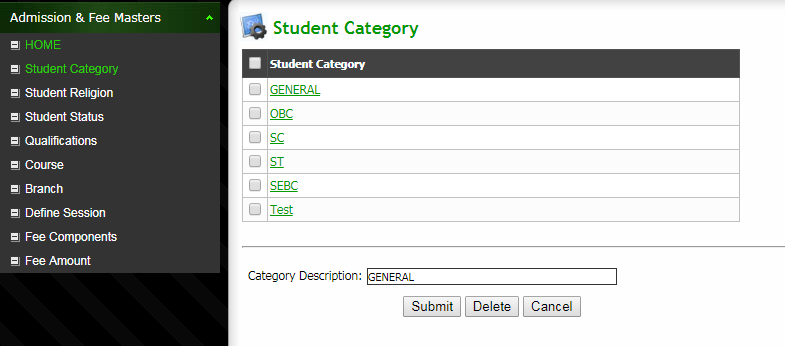 Admission & Fee Masters
HOME
Student Category
Student Religion
Student Status
Qualifications
Course
Branch
Define Session
Fee Components
Fee Amount
Student Category
Student Category
GENERAL
OBC
SC
ST
SEBC
Test
Category Description: GENERAL
Submit Delete Cancel